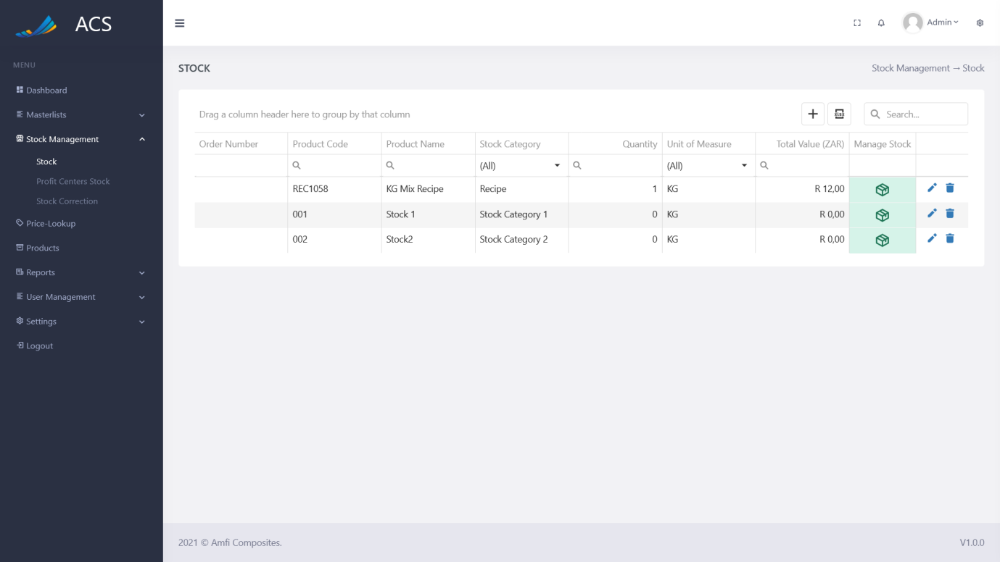 ACS
Admin
MENU
Dashboard
Masterlists
Stock Management
Stock
Profit Centers Stock
Stock Correction
Price-Lookup
Products
Reports
User Management
Settings
Logout
STOCK
Stock Management → Stock
Drag a column header here to group by that column
xlsx
Search...
Order Number Product Code Product Name Stock Category Quantity Unit of Measure Total Value (ZAR) Manage Stock
(All) (All)
REC1058 KG Mix Recipe Recipe 1 KG R 12,00
001 Stock 1 Stock Category 1 0 KG R 0,00
002 Stock2 Stock Category 2 0 KG R 0,00
2021 © Amfi Composites.
V1.0.0